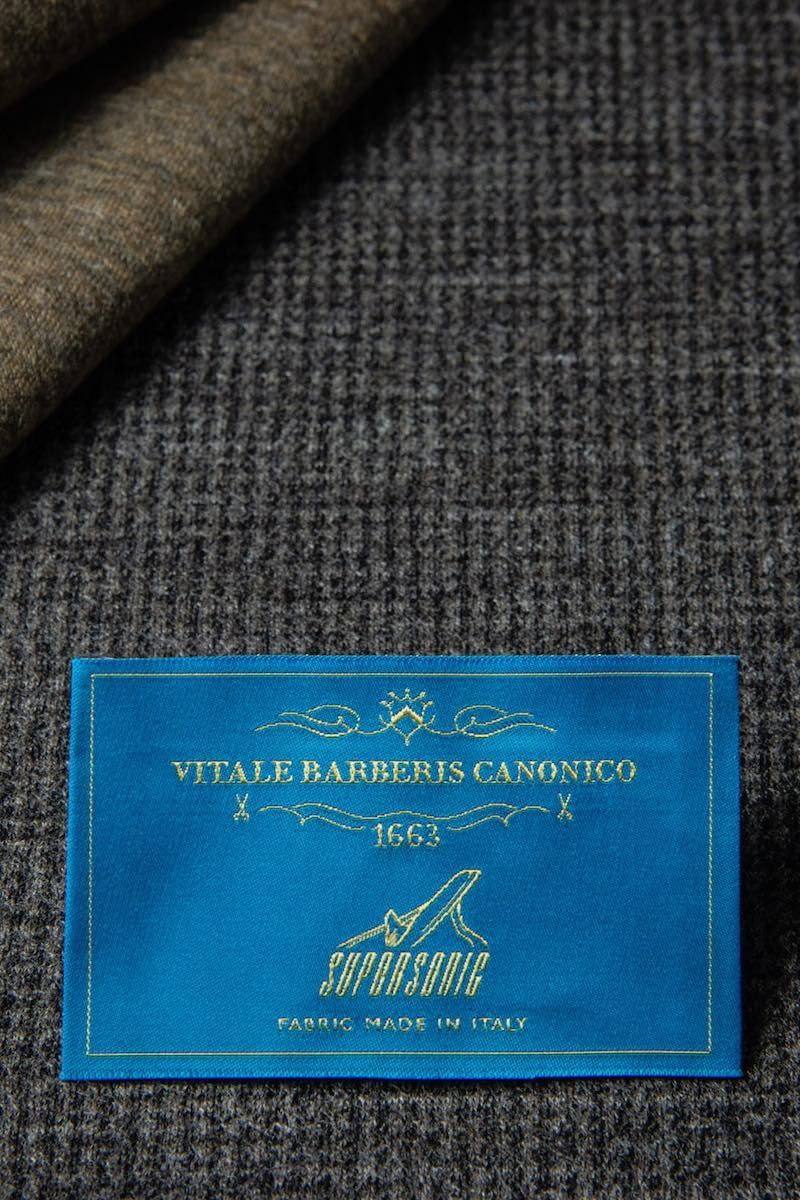 VITALE BARBERIS CANONICO
1663
SUPERSONIC
FABRIC MADE IN ITALY